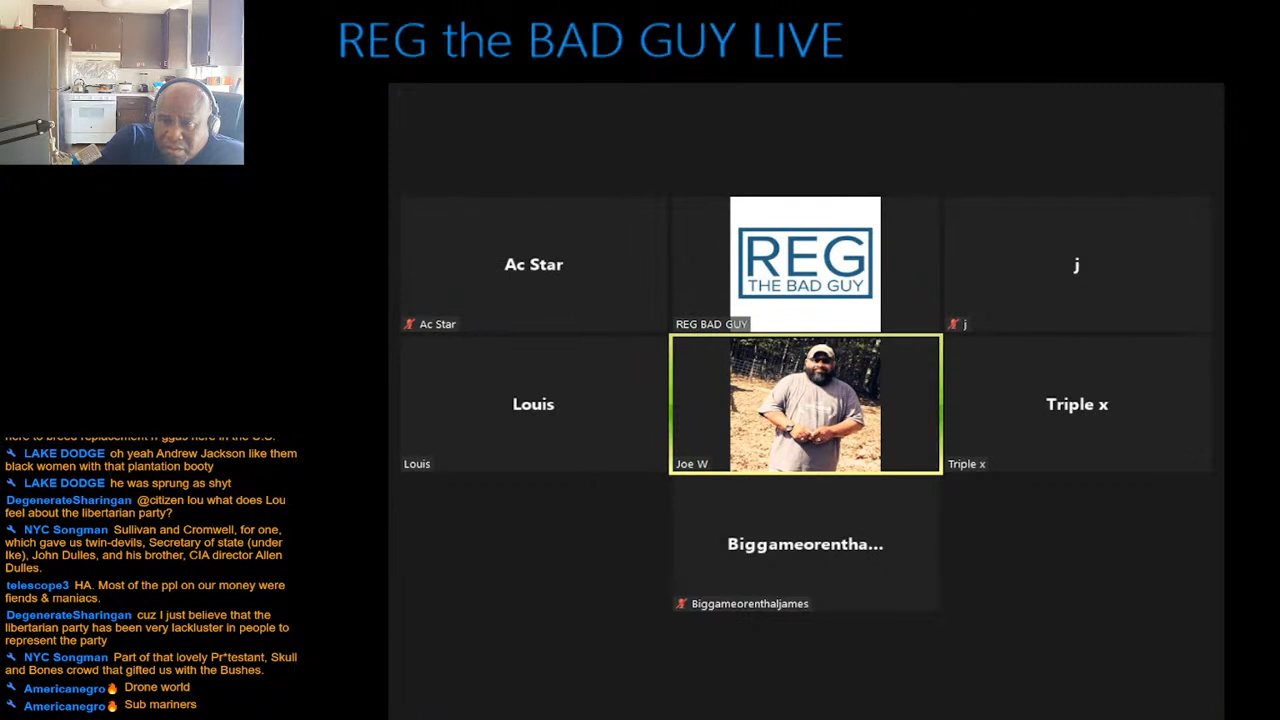 REG the BAD GUY LIVE
Ac Star
REG
THE BAD GUY
j
Ac Star
REG BAD GUY
j
Louis
Triple x
Louis
Joe W
Triple x
Biggameorentha...
Biggameorenthaljames
LAKE DODGE oh yeah Andrew Jackson like them
black women with that plantation booty
LAKE DODGE he was sprung as shyt
DegenerateSharingan @citizen lou what does Lou
feel about the libertarian party?
NYC Songman Sullivan and Cromwell, for one,
which gave us twin-devils, Secretary of state (under
Ike), John Dulles, and his brother, CIA director Allen
Dulles.
telescope3 HA. Most of the ppl on our money were
fiends & maniacs.
DegenerateSharingan cuz I just believe that the
libertarian party has been very lackluster in people to
represent the party
NYC Songman Part of that lovely Pr*testant, Skull
and Bones crowd that gifted us with the Bushes.
Americanegro🔥 Drone world
Americanegro🔥 Sub mariners